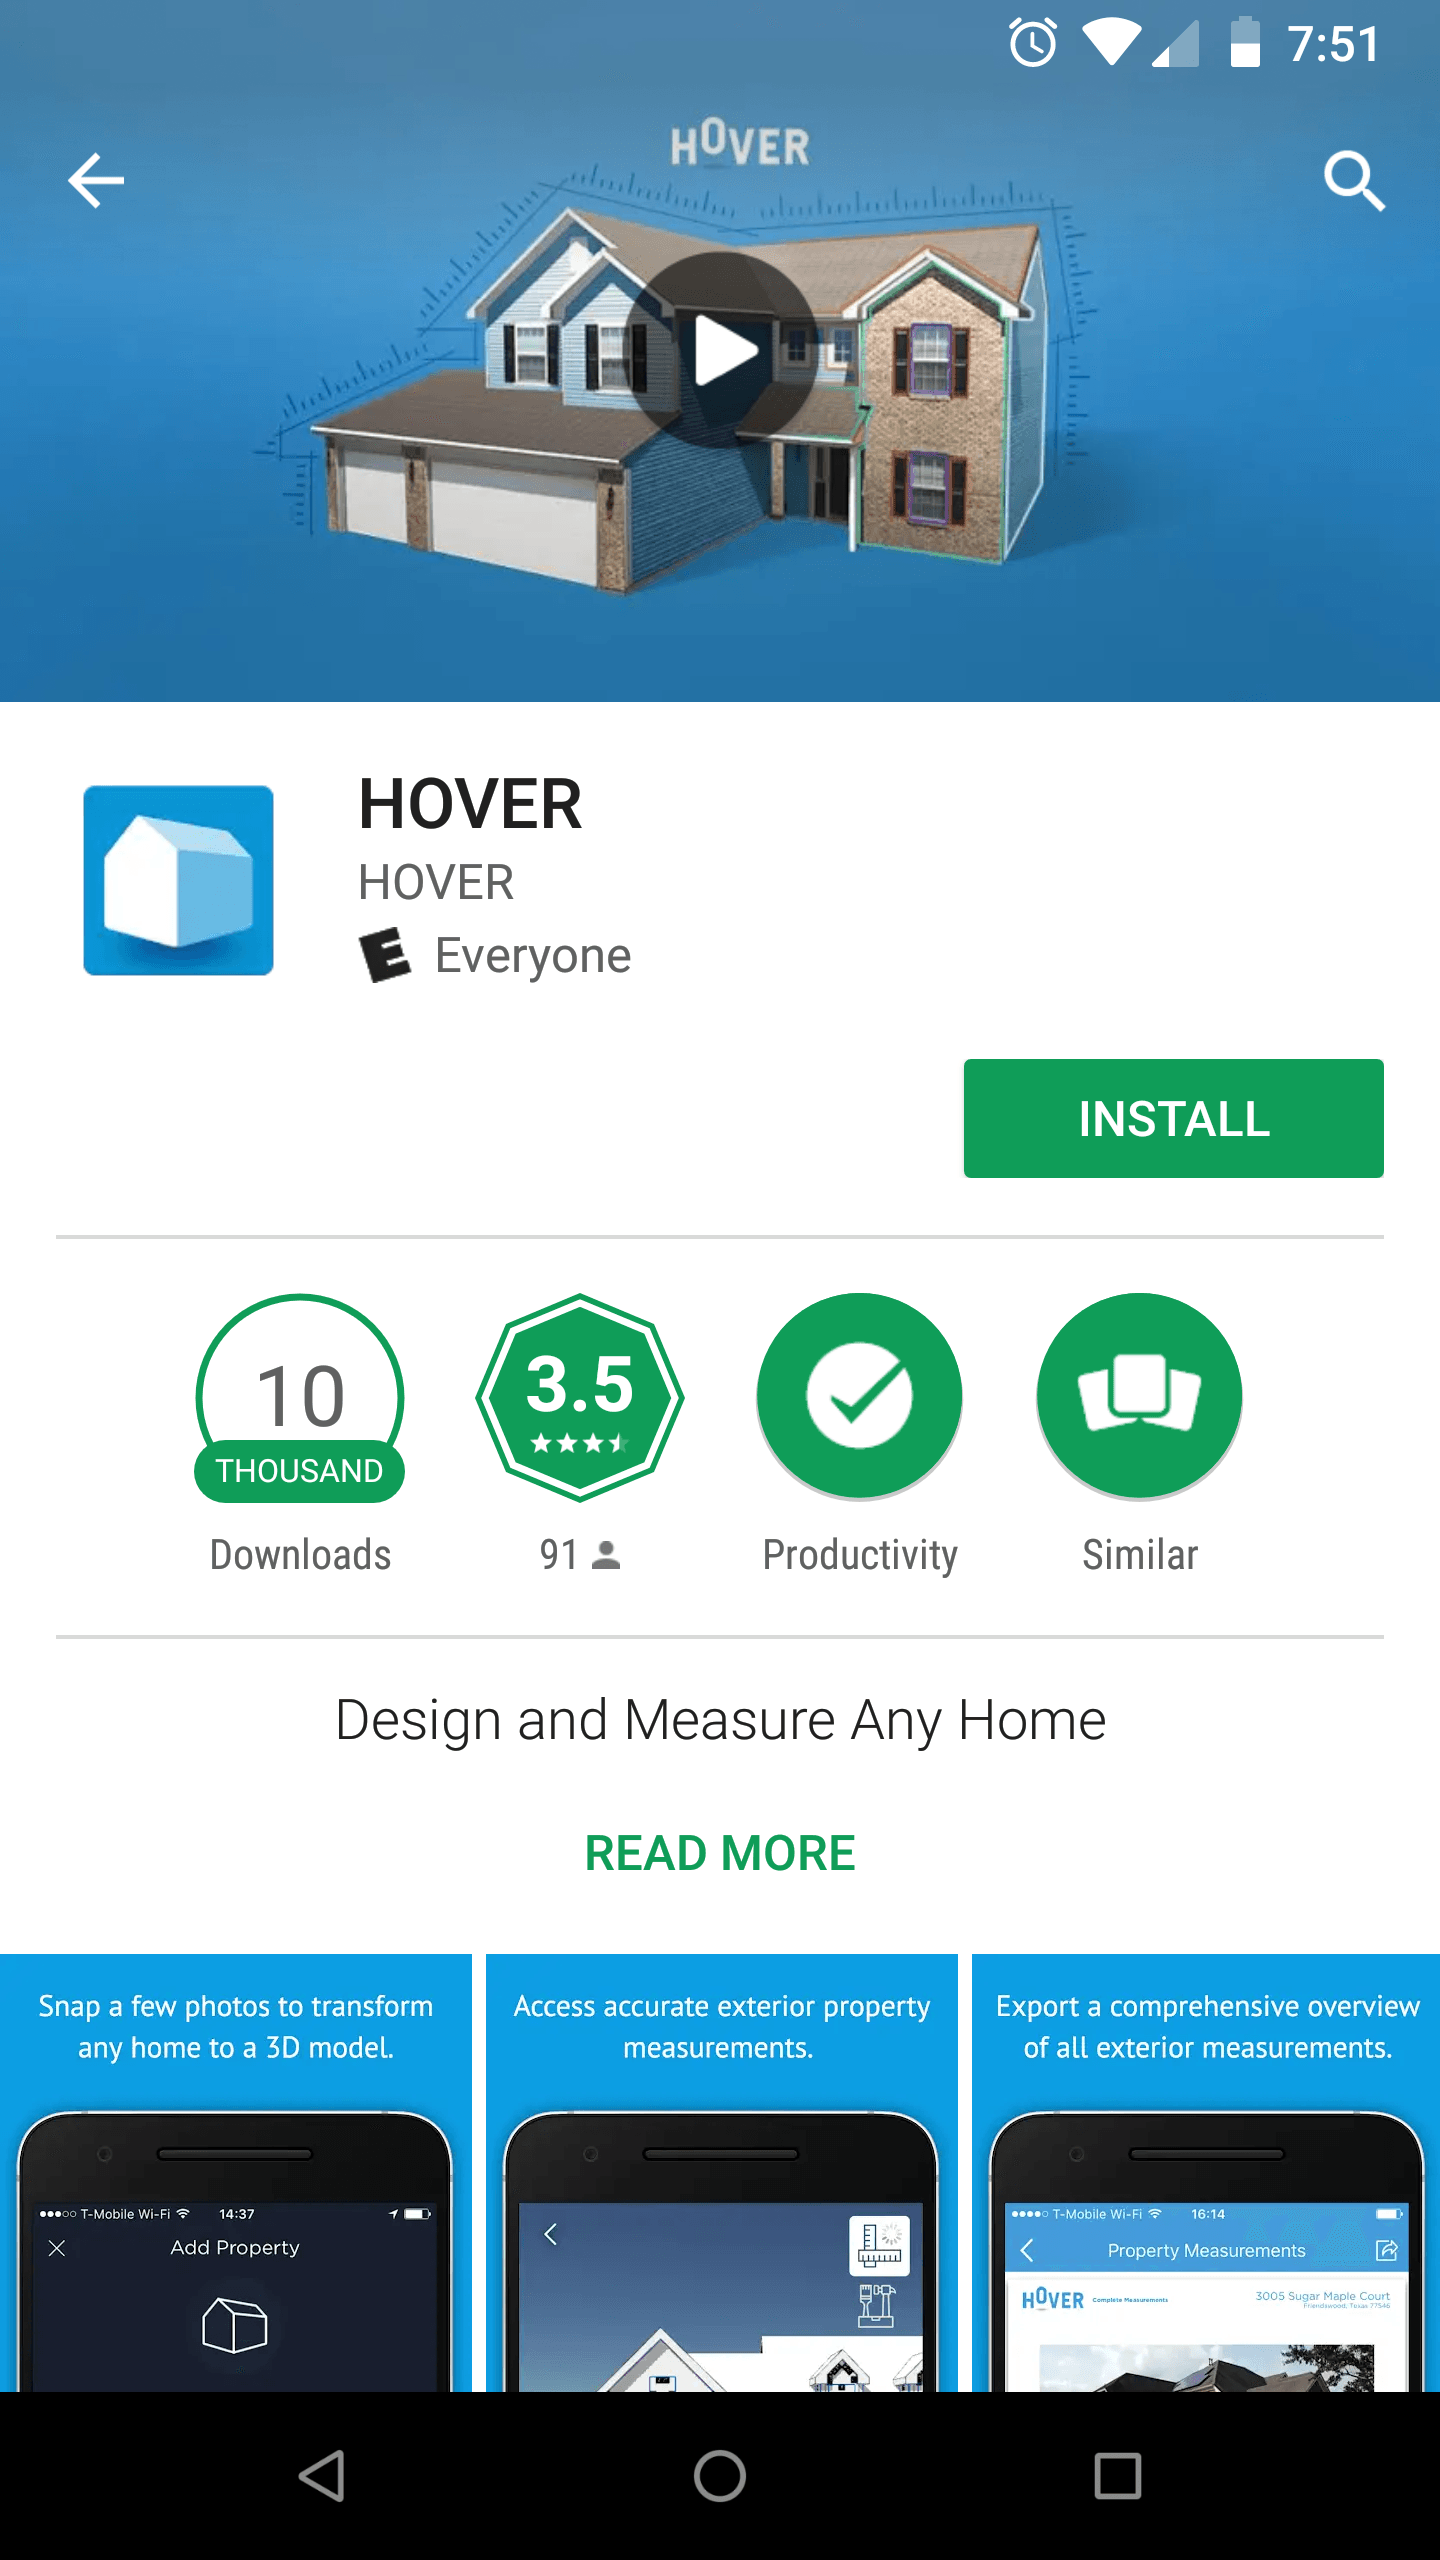 7:51
HOVER
HOVER
HOVER
E Everyone
INSTALL
10
THOUSAND
Downloads
3.5
91
Productivity
Similar
Design and Measure Any Home
READ MORE
Snap a few photos to transform
any home to a 3D model.
T-Mobile Wi-Fi 14:37
Add Property
Access accurate exterior property
measurements.
Export a comprehensive overview
of all exterior measurements.
T-Mobile Wi-Fi 16:14
Property Measurements
HOVER Complete Measurements 3005 Sugar Maple Court
Friendswood, Texas 77546